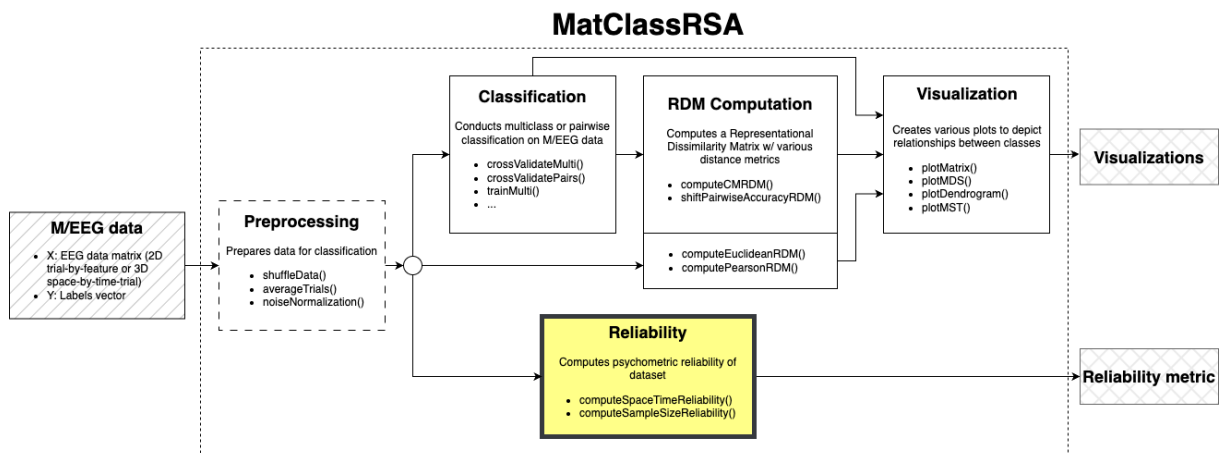 MatClassRSA
M/EEG data
• X: EEG data matrix (2D
trial-by-feature or 3D
space-by-time-trial)
• Y: Labels vector
Preprocessing
Prepares data for classification
• shuffleData()
• averageTrials()
• noiseNormalization()
Classification
Conducts multiclass or pairwise
classification on M/EEG data
• crossValidateMulti()
• crossValidatePairs()
• trainMulti()
• ...
RDM Computation
Computes a Representational
Dissimilarity Matrix w/ various
distance metrics
• computeCMRDM()
• shiftPairwiseAccuracyRDM()
• computeEuclideanRDM()
• computePearsonRDM()
Visualization
Creates various plots to depict
relationships between classes
• plotMatrix()
• plotMDS()
• plotDendrogram()
• plotMST()
Visualizations
Reliability
Computes psychometric reliability of
dataset
• computeSpaceTimeReliability()
• computeSampleSizeReliability()
Reliability metric